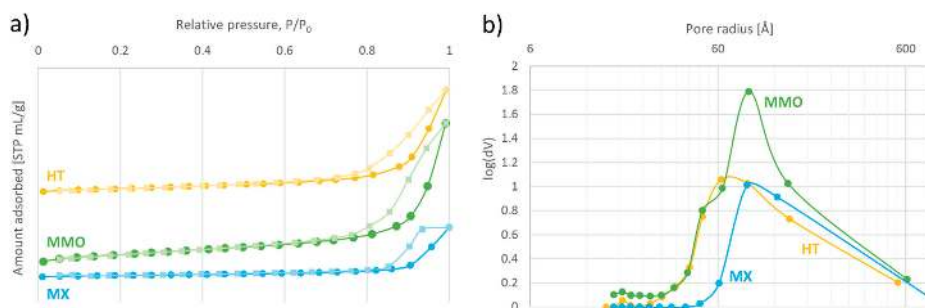 a)
Relative pressure, P/P₀
0 0.2 0.4 0.6 0.8 1
Amount adsorbed [STP mL/g]
HT
MMO
MX
b)
Pore radius [Å]
6 60 600
log(dV)
2
1.8
1.6
1.4
1.2
1
0.8
0.6
0.4
0.2
0
MMO
HT
MX